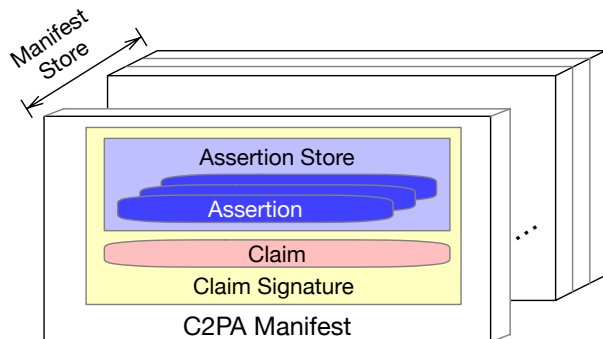 Manifest
Store
Assertion Store
Assertion
Claim
Claim Signature
C2PA Manifest
...